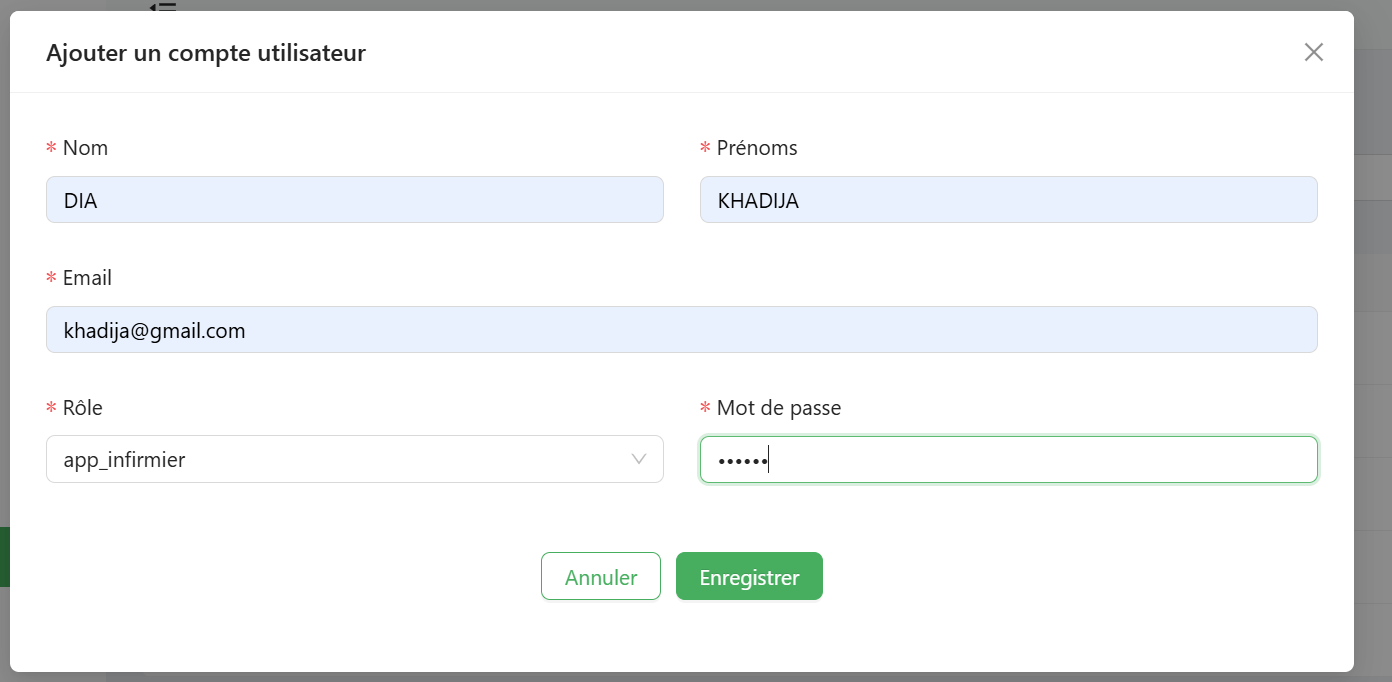 Ajouter un compte utilisateur
* Nom
* Prénoms
DIA
KHADIJA
* Email
khadija@gmail.com
* Rôle
* Mot de passe
app_infirmier
••••••
Annuler
Enregistrer